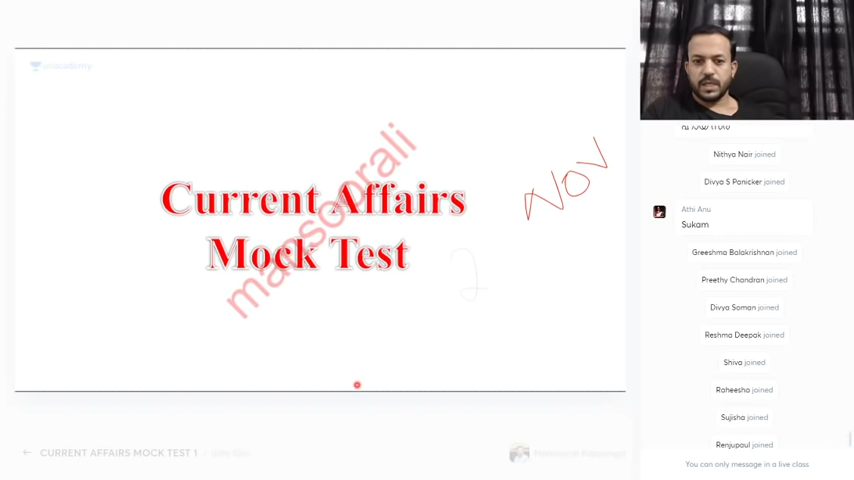 unacademy
Current Affairs
Mock Test
mansoorali
NOV
Nithya Nair joined
Divya S Panicker joined
Athi Anu
Sukam
Greeshma Balakrishnan joined
Preethy Chandran joined
Divya Soman joined
Reshma Deepak joined
Shiva joined
Raheesha joined
Sujisha joined
Renjupaul joined
You can only message in a live class
← CURRENT AFFAIRS MOCK TEST 1